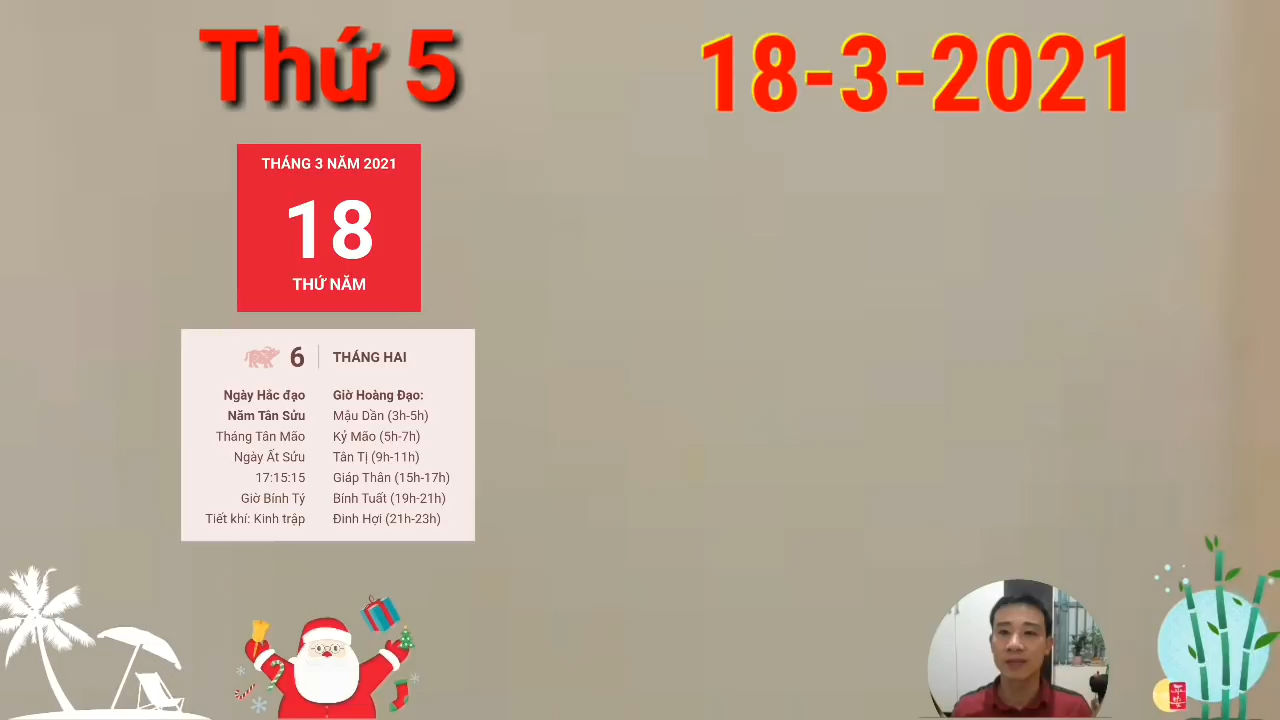 Thứ 5
18-3-2021
THÁNG 3 NĂM 2021
18
THỨ NĂM
6
THÁNG HAI
Ngày Hắc đạo
Năm Tân Sửu
Tháng Tân Mão
Ngày Ất Sửu
17:15:15
Giờ Bính Tý
Tiết khí: Kinh trập
Giờ Hoàng Đạo:
Mậu Dần (3h-5h)
Kỷ Mão (5h-7h)
Tân Tị (9h-11h)
Giáp Thân (15h-17h)
Bính Tuất (19h-21h)
Đinh Hợi (21h-23h)